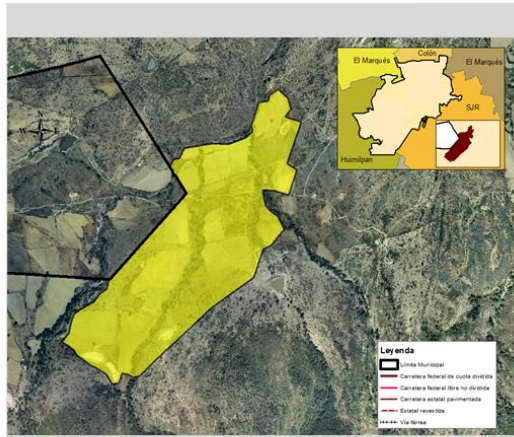 El Marqués
Colón
El Marqués
SJR
Huimilpan
W E
Leyenda
Límite Municipal
Carretera federal de cuota dividida
Carretera federal libre no dividida
Carretera estatal pavimentada
Estatal revestida
Vía férrea